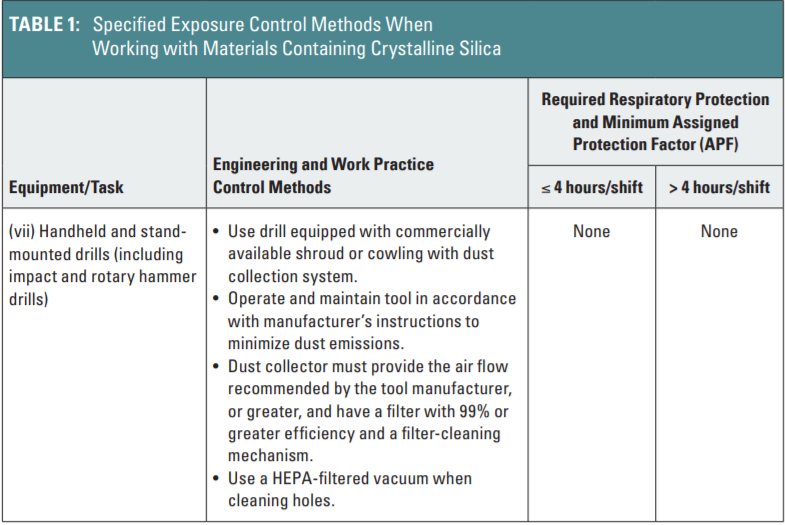 TABLE 1: Specified Exposure Control Methods When
Working with Materials Containing Crystalline Silica
Equipment/Task
Engineering and Work Practice
Control Methods
Required Respiratory Protection
and Minimum Assigned
Protection Factor (APF)
≤ 4 hours/shift
> 4 hours/shift
(vii) Handheld and stand-
mounted drills (including
impact and rotary hammer
drills)
• Use drill equipped with commercially
available shroud or cowling with dust
collection system.
• Operate and maintain tool in accordance
with manufacturer’s instructions to
minimize dust emissions.
• Dust collector must provide the air flow
recommended by the tool manufacturer,
or greater, and have a filter with 99% or
greater efficiency and a filter-cleaning
mechanism.
• Use a HEPA-filtered vacuum when
cleaning holes.
None
None